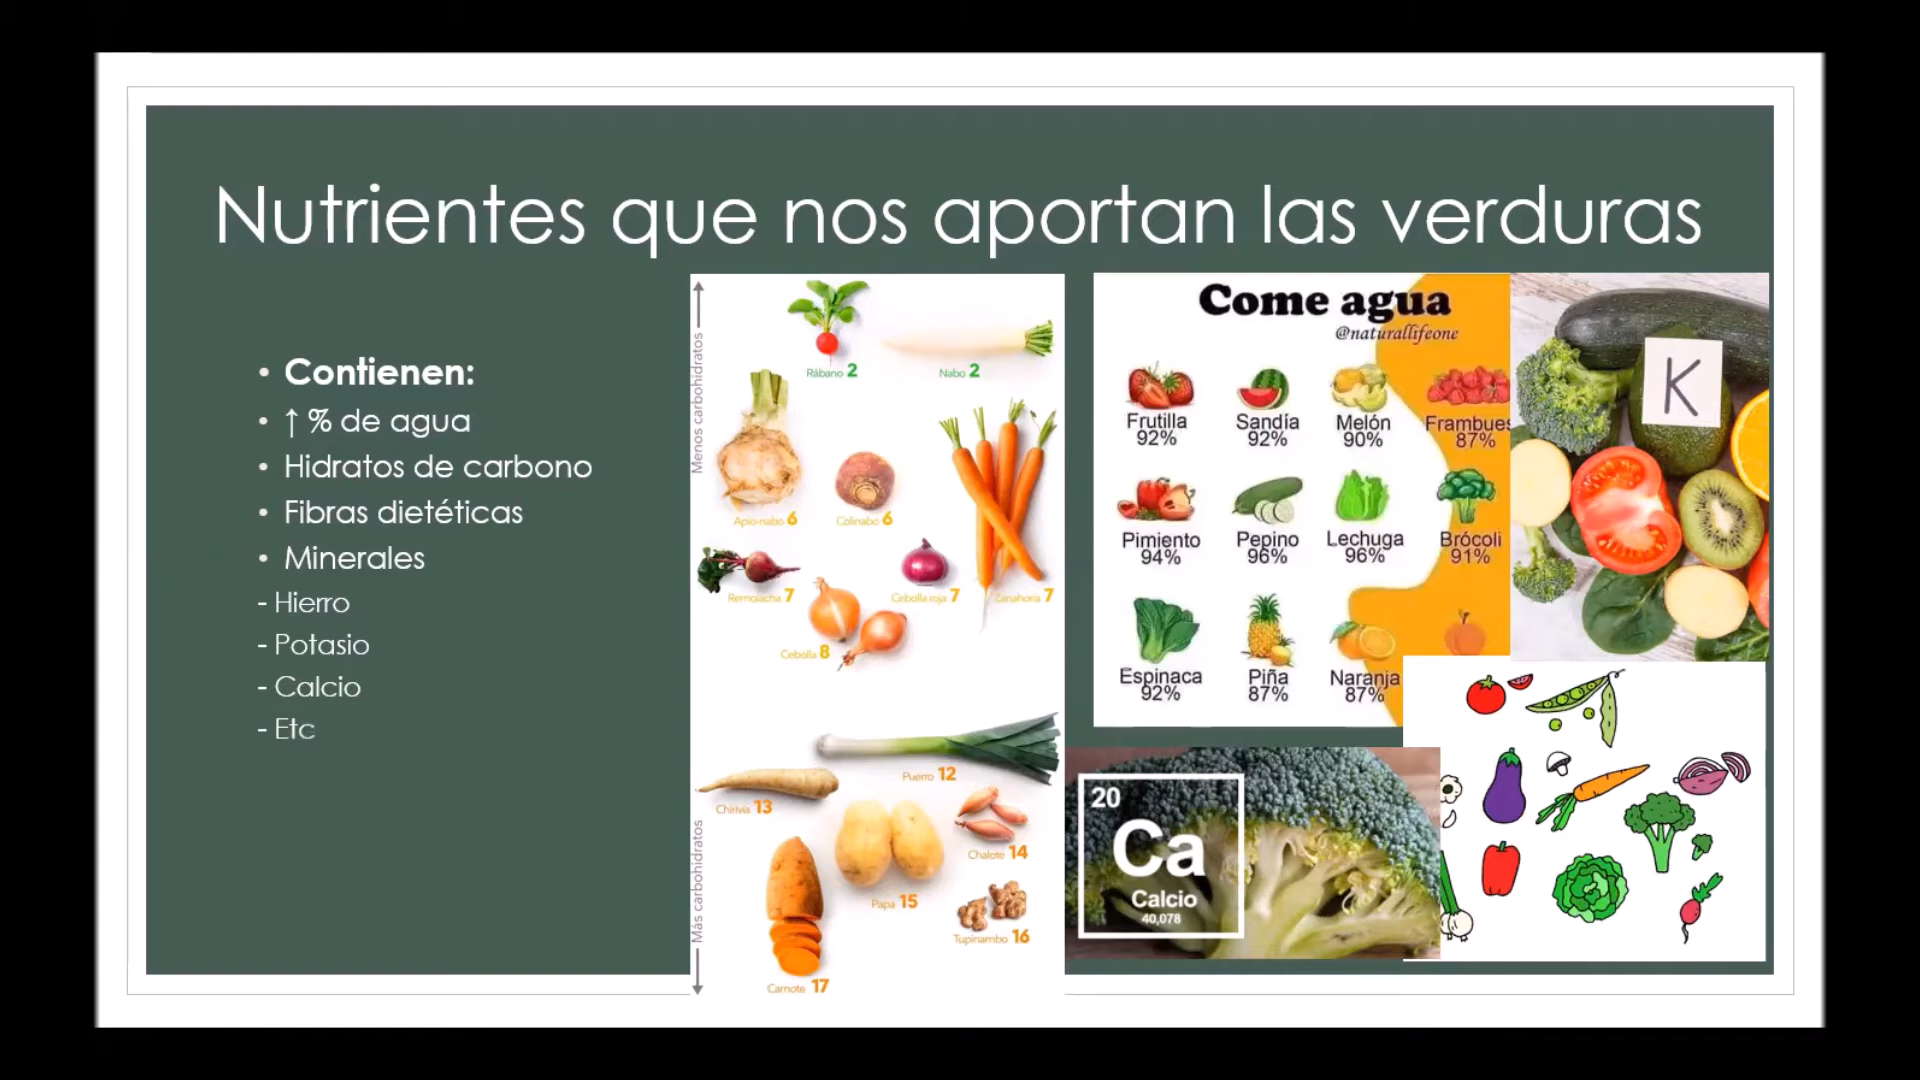 Nutrientes que nos aportan las verduras
• Contienen:
• ↑ % de agua
• Hidratos de carbono
• Fibras dietéticas
• Minerales
- Hierro
- Potasio
- Calcio
- Etc
Menos carbohidratos
Rábano 2
Nabo 2
Apio-nabo 6
Colinabo 6
Remolacha 7
Cebolla roja 7
Zanahoria 7
Cebolla 8
Puerro 12
Chirivia 13
Chalote 14
Papa 15
Tupinambo 16
Camote 17
Más carbohidratos
Come agua
@naturallifeone
Frutilla
92%
Sandía
92%
Melón
90%
Frambues
87%
Pimiento
94%
Pepino
96%
Lechuga
96%
Brócoli
91%
Espinaca
92%
Piña
87%
Naranja
87%
K
20
Ca
Calcio
40,078